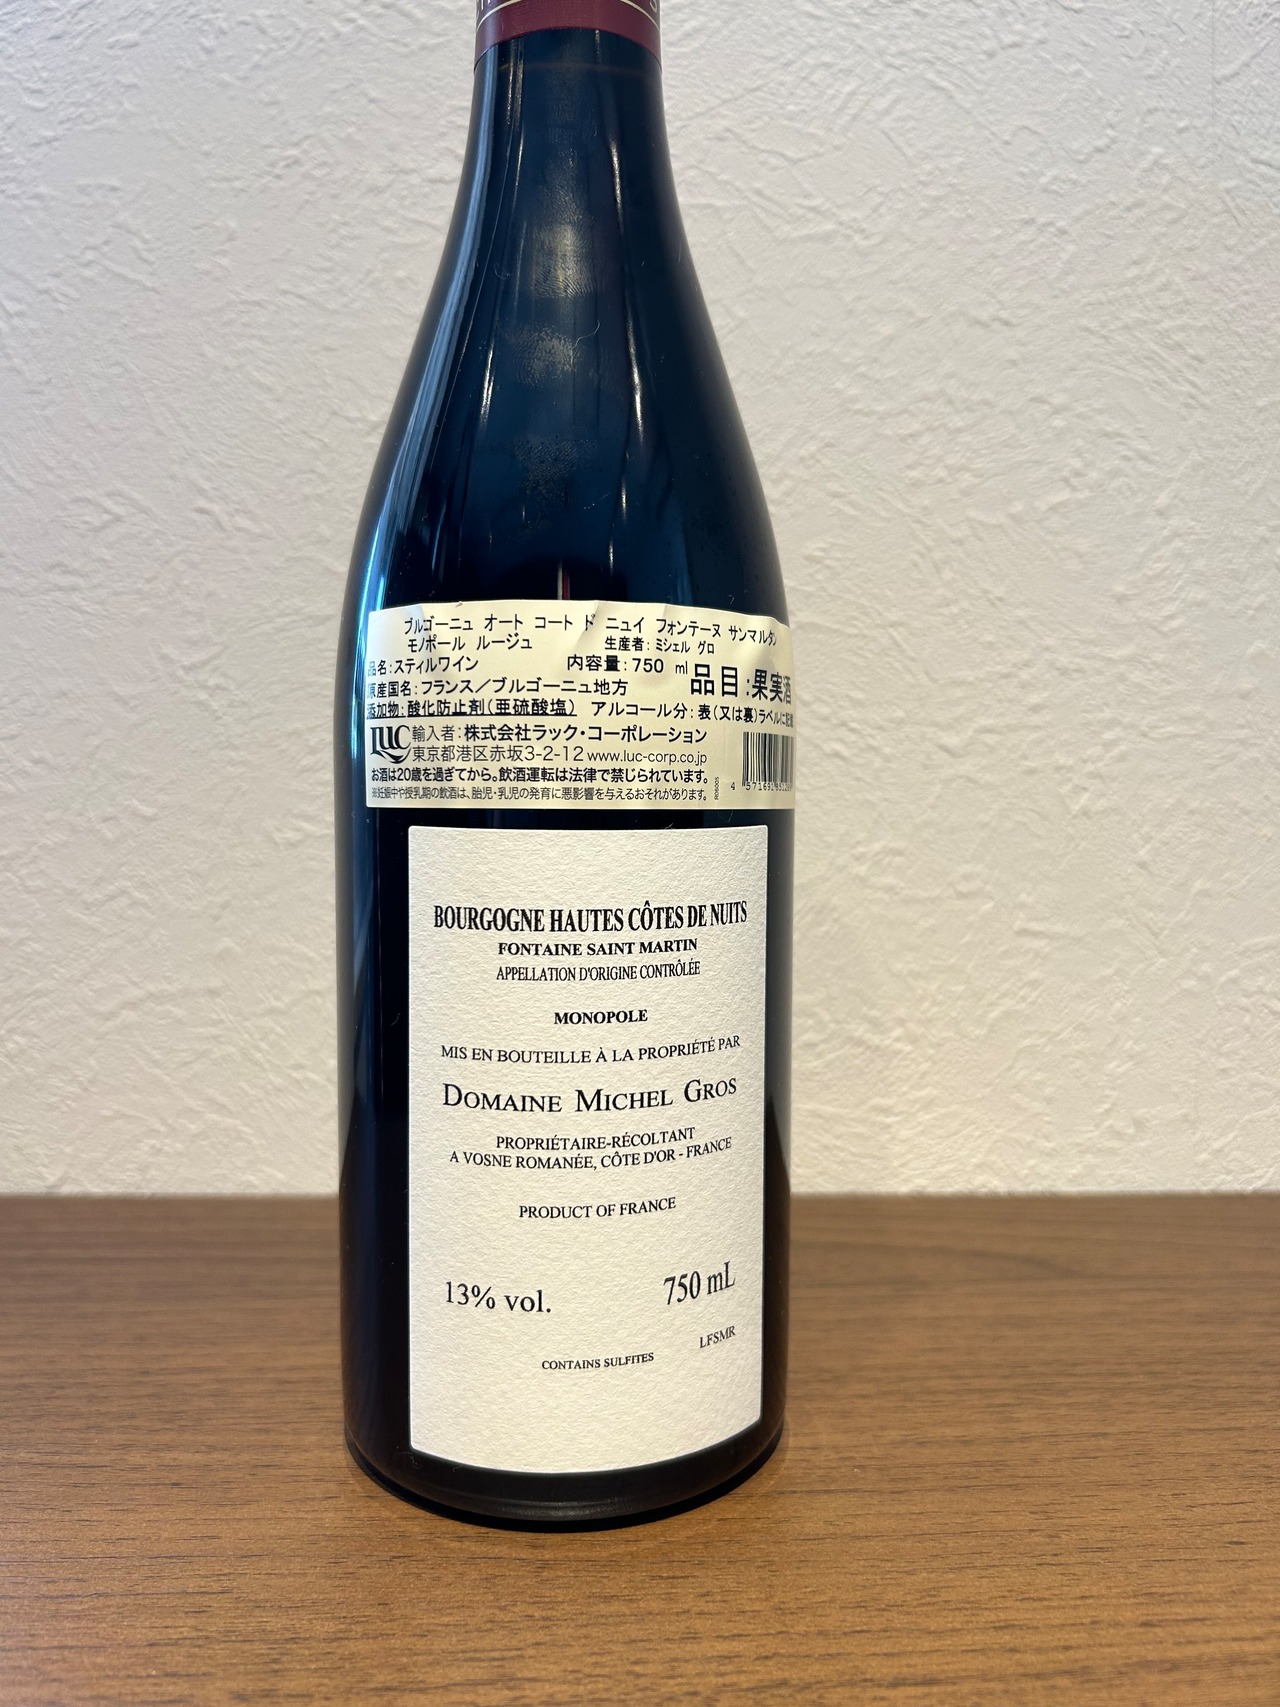 ブルゴーニュ オート コート ド ニュイ フォンテーヌ サンマルタン
モノポール ルージュ 生産者：ミシェル グロ
品名：スティルワイン 内容量：750 ml 品目：果実酒
原産国名：フランス／ブルゴーニュ地方
添加物：酸化防止剤（亜硫酸塩） アルコール分：表（又は裏）ラベルに記載
LUC 輸入者：株式会社ラック・コーポレーション
東京都港区赤坂3-2-12 www.luc-corp.co.jp
お酒は20歳を過ぎてから。飲酒運転は法律で禁じられています。
※妊娠中や授乳期の飲酒は、胎児・乳児の発育に悪影響を与えるおそれがあります。
BOURGOGNE HAUTES CÔTES DE NUITS
FONTAINE SAINT MARTIN
APPELLATION D'ORIGINE CONTRÔLÉE
MONOPOLE
MIS EN BOUTEILLE À LA PROPRIÉTÉ PAR
DOMAINE MICHEL GROS
PROPRIÉTAIRE-RÉCOLTANT
A VOSNE ROMANÉE, CÔTE D'OR - FRANCE
PRODUCT OF FRANCE
13% vol. 750 mL
LFSMR
CONTAINS SULFITES